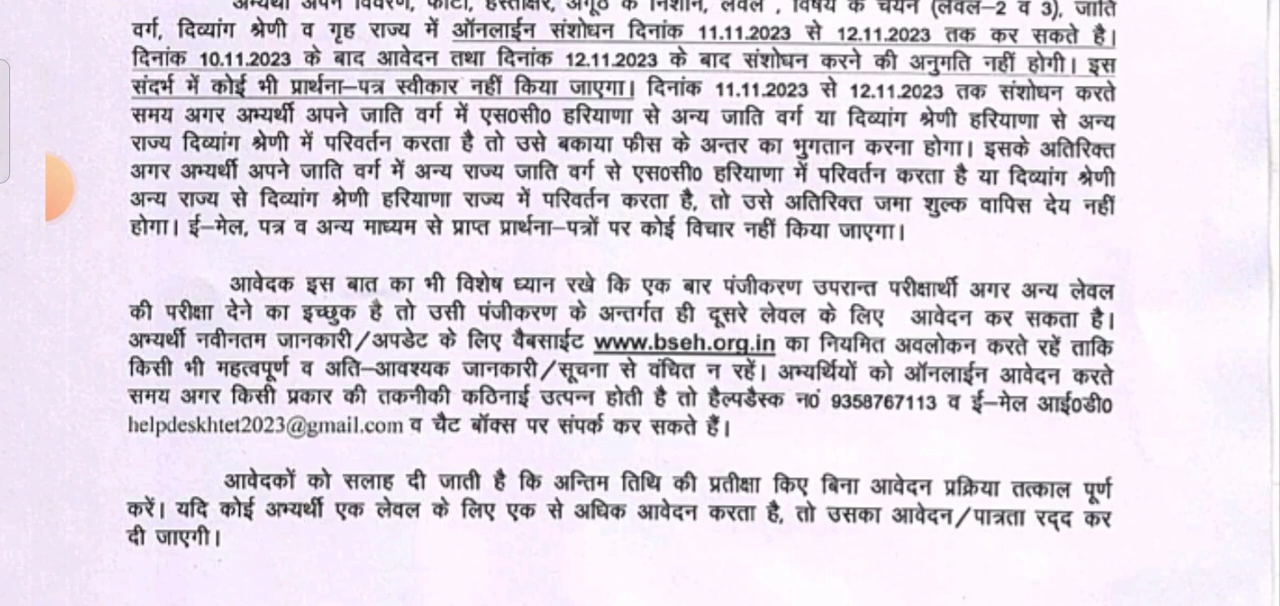 अभ्यर्थी अपने विवरण, फोटो, हस्ताक्षर, अंगूठे के निशान, लेवल , विषय के चयन (लेवल–2 व 3), जाति
वर्ग, दिव्यांग श्रेणी व गृह राज्य में ऑनलाईन संशोधन दिनांक 11.11.2023 से 12.11.2023 तक कर सकते है।
दिनांक 10.11.2023 के बाद आवेदन तथा दिनांक 12.11.2023 के बाद संशोधन करने की अनुमति नहीं होगी। इस
संदर्भ में कोई भी प्रार्थना–पत्र स्वीकार नहीं किया जाएगा। दिनांक 11.11.2023 से 12.11.2023 तक संशोधन करते
समय अगर अभ्यर्थी अपने जाति वर्ग में एस0सी0 हरियाणा से अन्य जाति वर्ग या दिव्यांग श्रेणी हरियाणा से अन्य
राज्य दिव्यांग श्रेणी में परिवर्तन करता है तो उसे बकाया फीस के अन्तर का भुगतान करना होगा। इसके अतिरिक्त
अगर अभ्यर्थी अपने जाति वर्ग में अन्य राज्य जाति वर्ग से एस0सी0 हरियाणा में परिवर्तन करता है या दिव्यांग श्रेणी
अन्य राज्य से दिव्यांग श्रेणी हरियाणा राज्य में परिवर्तन करता है, तो उसे अतिरिक्त जमा शुल्क वापिस देय नहीं
होगा। ई–मेल, पत्र व अन्य माध्यम से प्राप्त प्रार्थना–पत्रों पर कोई विचार नहीं किया जाएगा।
आवेदक इस बात का भी विशेष ध्यान रखे कि एक बार पंजीकरण उपरान्त परीक्षार्थी अगर अन्य लेवल
की परीक्षा देने का इच्छुक है तो उसी पंजीकरण के अन्तर्गत ही दूसरे लेवल के लिए आवेदन कर सकता है।
अभ्यर्थी नवीनतम जानकारी/अपडेट के लिए वैबसाईट www.bseh.org.in का नियमित अवलोकन करते रहें ताकि
किसी भी महत्वपूर्ण व अति–आवश्यक जानकारी/सूचना से वंचित न रहें। अभ्यर्थियों को ऑनलाईन आवेदन करते
समय अगर किसी प्रकार की तकनीकी कठिनाई उत्पन्न होती है तो हैल्पडैस्क न0ं 9358767113 व ई–मेल आई0डी0
helpdeskhtet2023@gmail.com व चैट बॉक्स पर संपर्क कर सकते हैं।
आवेदकों को सलाह दी जाती है कि अन्तिम तिथि की प्रतीक्षा किए बिना आवेदन प्रक्रिया तत्काल पूर्ण
करें। यदि कोई अभ्यर्थी एक लेवल के लिए एक से अधिक आवेदन करता है, तो उसका आवेदन/पात्रता रद्द कर
दी जाएगी।